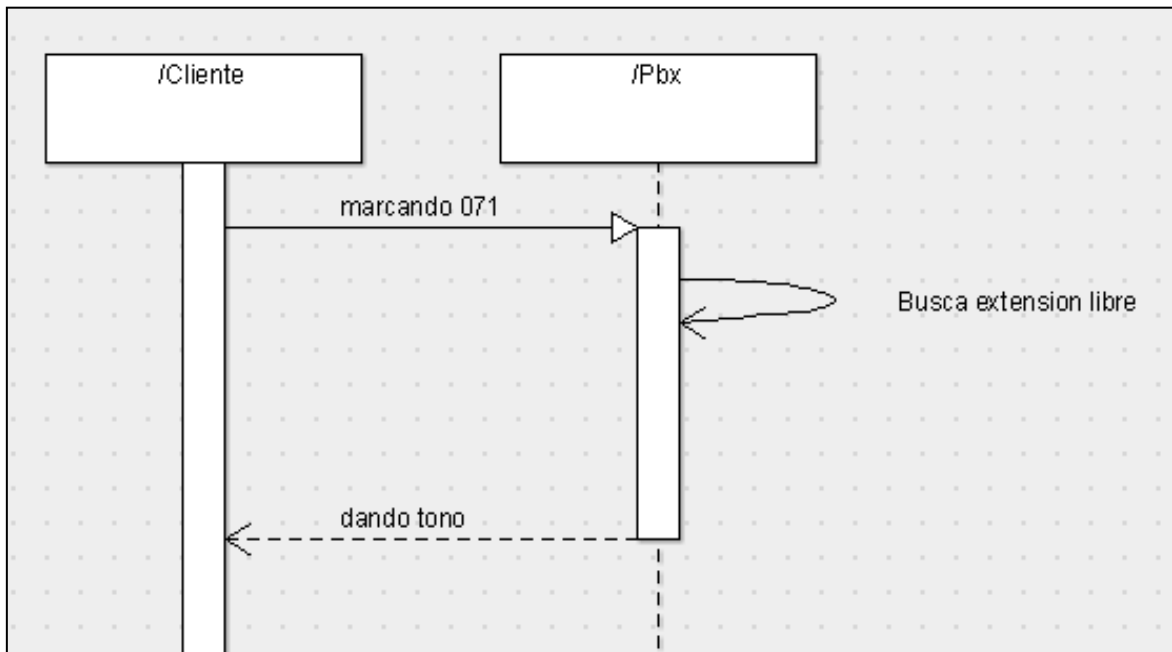 /Cliente
/Pbx
marcando 071
Busca extension libre
dando tono